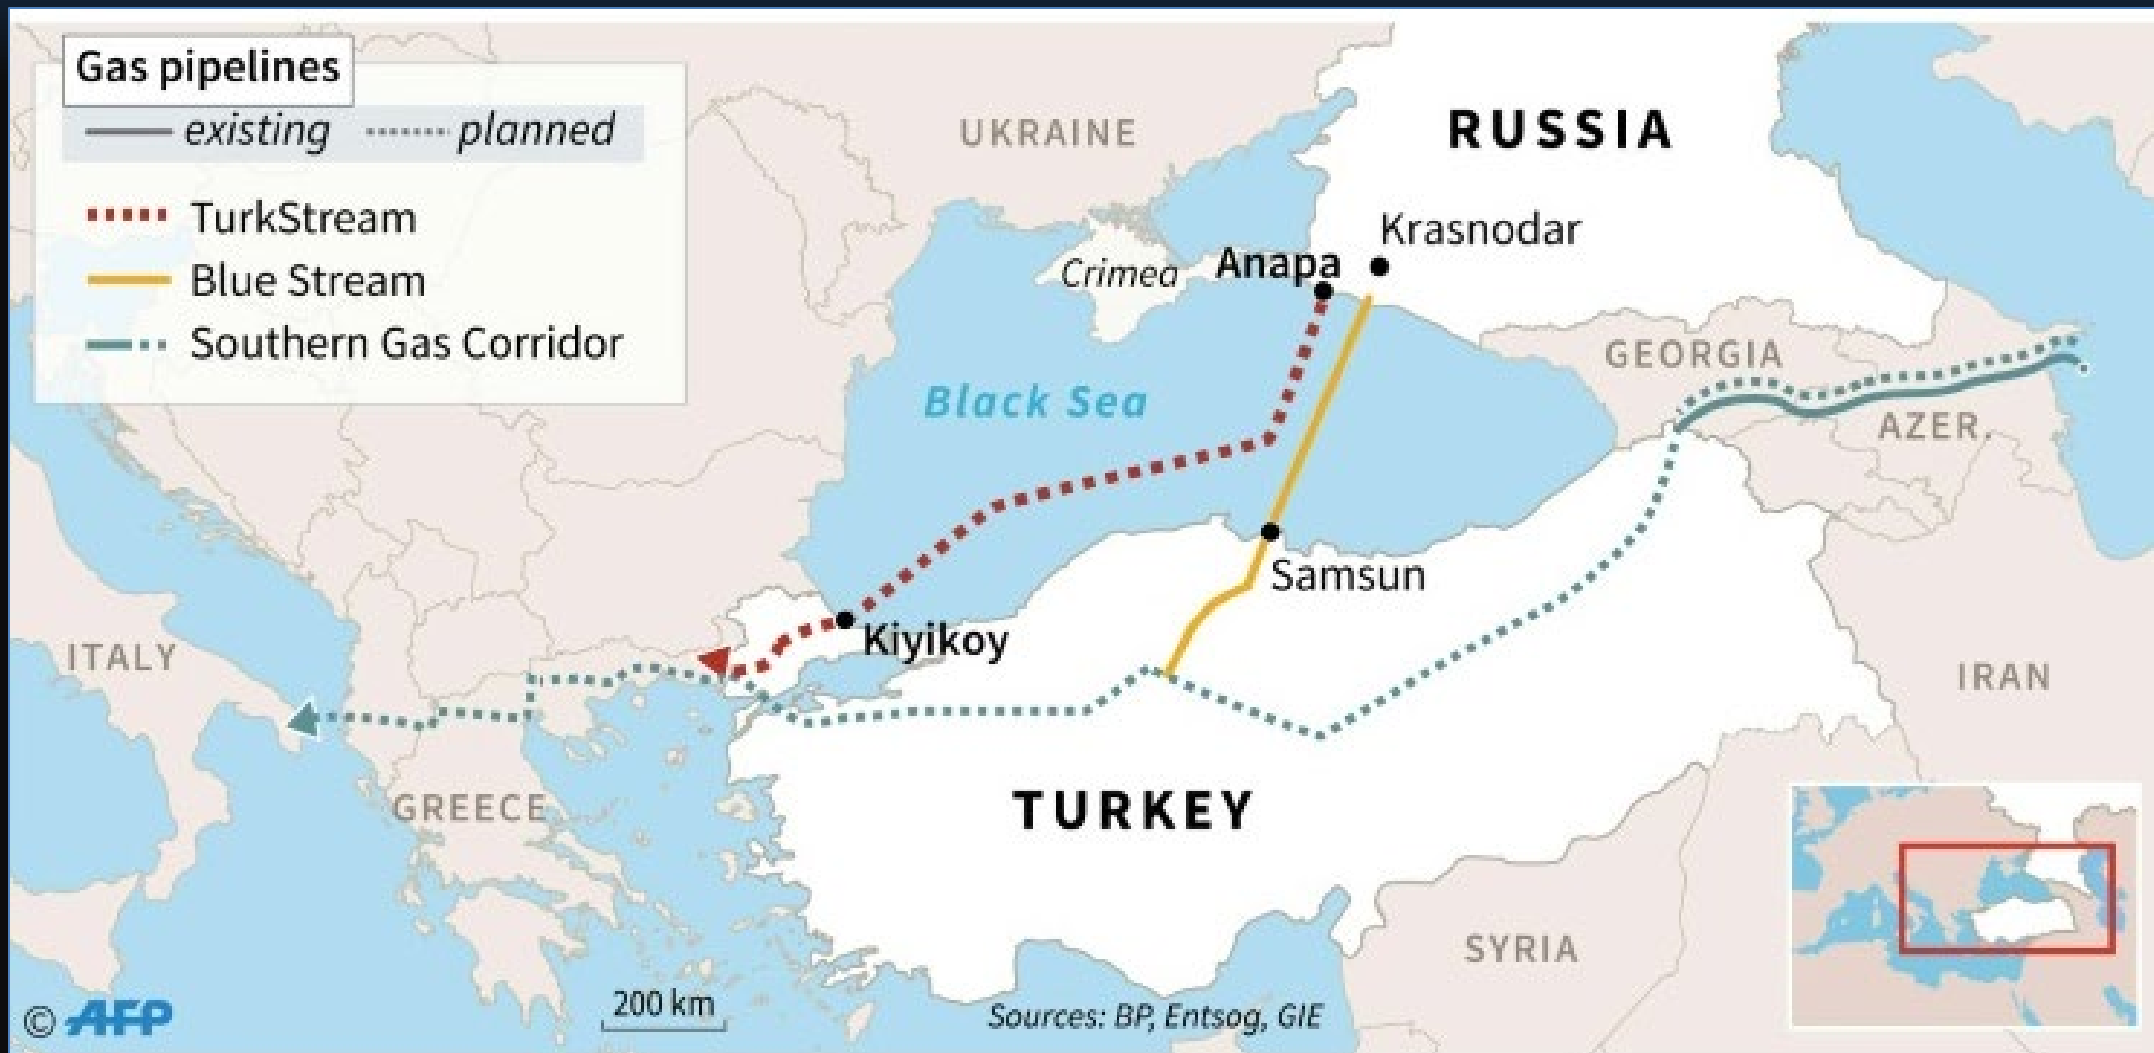 Gas pipelines
existing planned
TurkStream
Blue Stream
Southern Gas Corridor
UKRAINE
RUSSIA
Krasnodar
Anapa
Crimea
GEORGIA
Black Sea
AZER.
Samsun
Kiyikoy
ITALY
IRAN
GREECE
TURKEY
SYRIA
200 km
Sources: BP, Entsog, GIE
© AFP